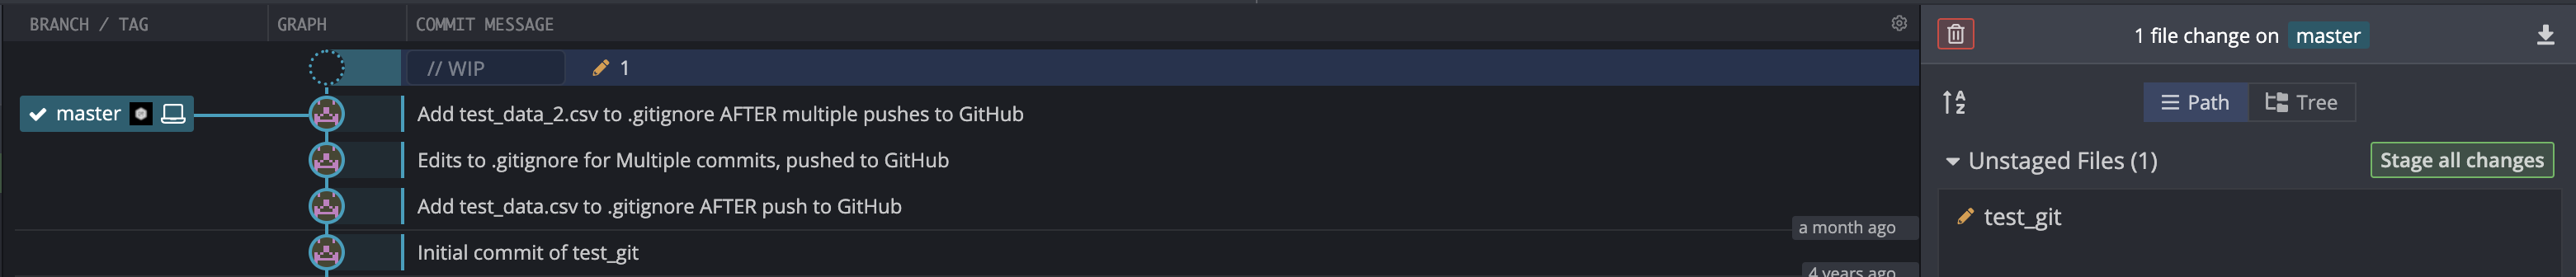 BRANCH / TAG GRAPH COMMIT MESSAGE
// WIP 1
master Add test_data_2.csv to .gitignore AFTER multiple pushes to GitHub
Edits to .gitignore for Multiple commits, pushed to GitHub
Add test_data.csv to .gitignore AFTER push to GitHub
a month ago
Initial commit of test_git
4 years ago
1 file change on master
A
Z
Path Tree
Unstaged Files (1) Stage all changes
test_git